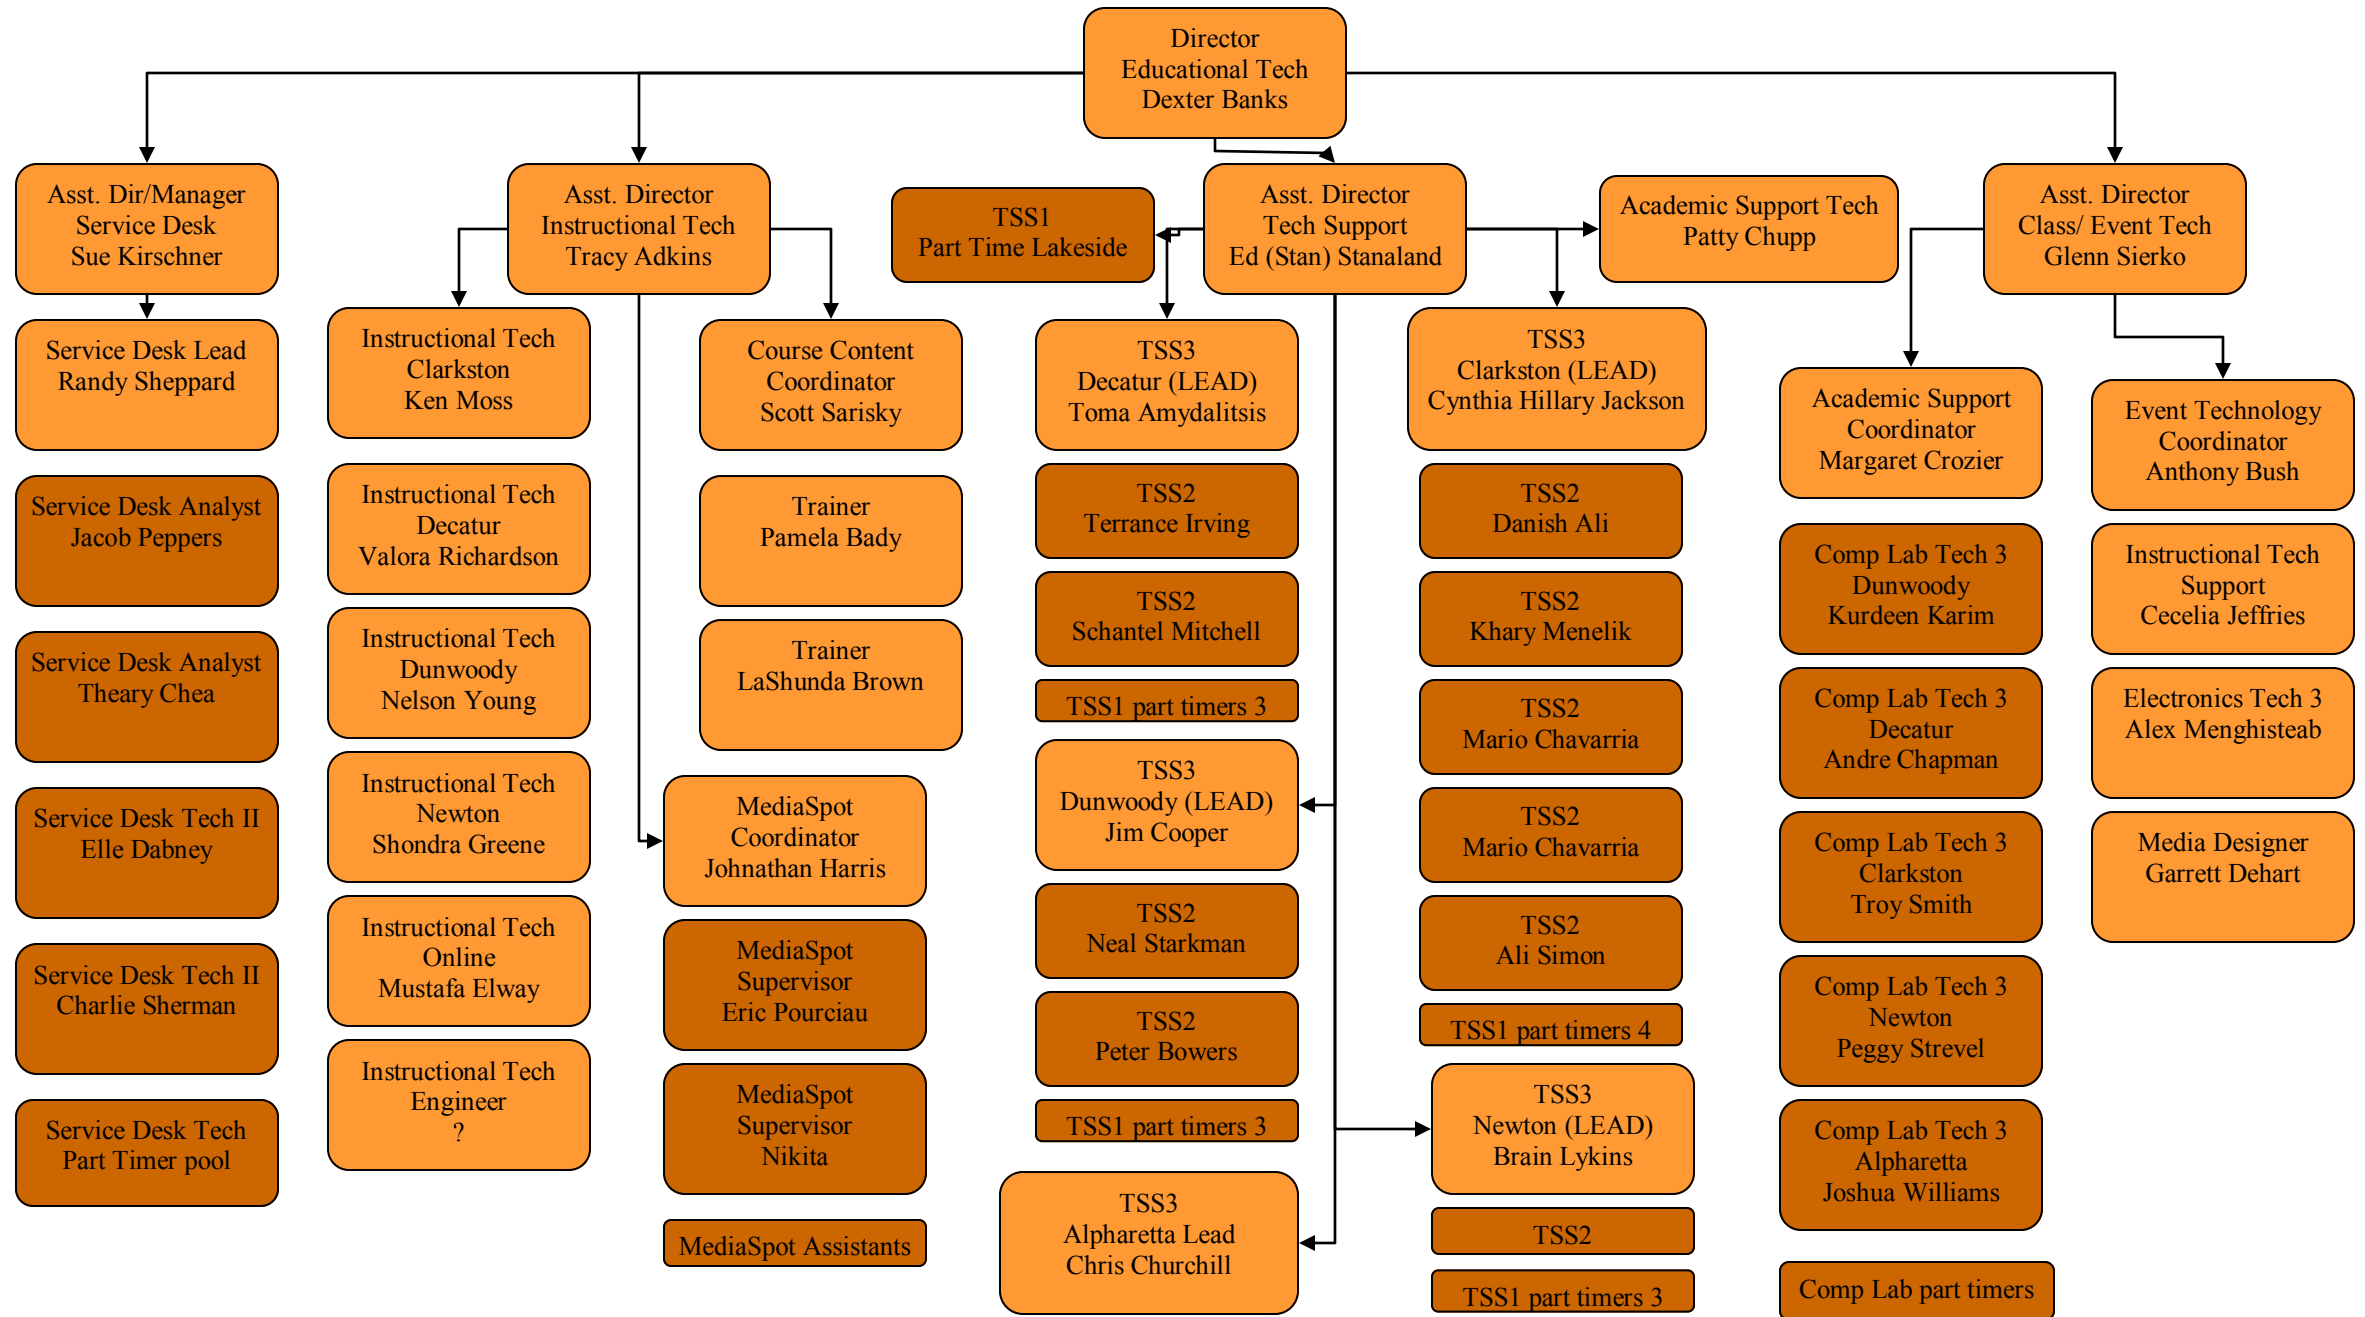 Director
Educational Tech
Dexter Banks
Asst. Dir/Manager
Service Desk
Sue Kirschner
Service Desk Lead
Randy Sheppard
Service Desk Analyst
Jacob Peppers
Service Desk Analyst
Theary Chea
Service Desk Tech II
Elle Dabney
Service Desk Tech II
Charlie Sherman
Service Desk Tech
Part Timer pool
Asst. Director
Instructional Tech
Tracy Adkins
Instructional Tech
Clarkston
Ken Moss
Instructional Tech
Decatur
Valora Richardson
Instructional Tech
Dunwoody
Nelson Young
Instructional Tech
Newton
Shondra Greene
Instructional Tech
Online
Mustafa Elway
Instructional Tech
Engineer
?
Course Content
Coordinator
Scott Sarisky
Trainer
Pamela Bady
Trainer
LaShunda Brown
MediaSpot
Coordinator
Johnathan Harris
MediaSpot
Supervisor
Eric Pourciau
MediaSpot
Supervisor
Nikita
MediaSpot Assistants
TSS1
Part Time Lakeside
Asst. Director
Tech Support
Ed (Stan) Stanaland
Academic Support Tech
Patty Chupp
TSS3
Decatur (LEAD)
Toma Amydalitsis
TSS2
Terrance Irving
TSS2
Schantel Mitchell
TSS1 part timers 3
TSS3
Dunwoody (LEAD)
Jim Cooper
TSS2
Neal Starkman
TSS2
Peter Bowers
TSS1 part timers 3
TSS3
Alpharetta Lead
Chris Churchill
TSS3
Clarkston (LEAD)
Cynthia Hillary Jackson
TSS2
Danish Ali
TSS2
Khary Menelik
TSS2
Mario Chavarria
TSS2
Mario Chavarria
TSS2
Ali Simon
TSS1 part timers 4
TSS3
Newton (LEAD)
Brain Lykins
TSS2
TSS1 part timers 3
Asst. Director
Class/ Event Tech
Glenn Sierko
Academic Support
Coordinator
Margaret Crozier
Comp Lab Tech 3
Dunwoody
Kurdeen Karim
Comp Lab Tech 3
Decatur
Andre Chapman
Comp Lab Tech 3
Clarkston
Troy Smith
Comp Lab Tech 3
Newton
Peggy Strevel
Comp Lab Tech 3
Alpharetta
Joshua Williams
Comp Lab part timers
Event Technology
Coordinator
Anthony Bush
Instructional Tech
Support
Cecelia Jeffries
Electronics Tech 3
Alex Menghisteab
Media Designer
Garrett Dehart